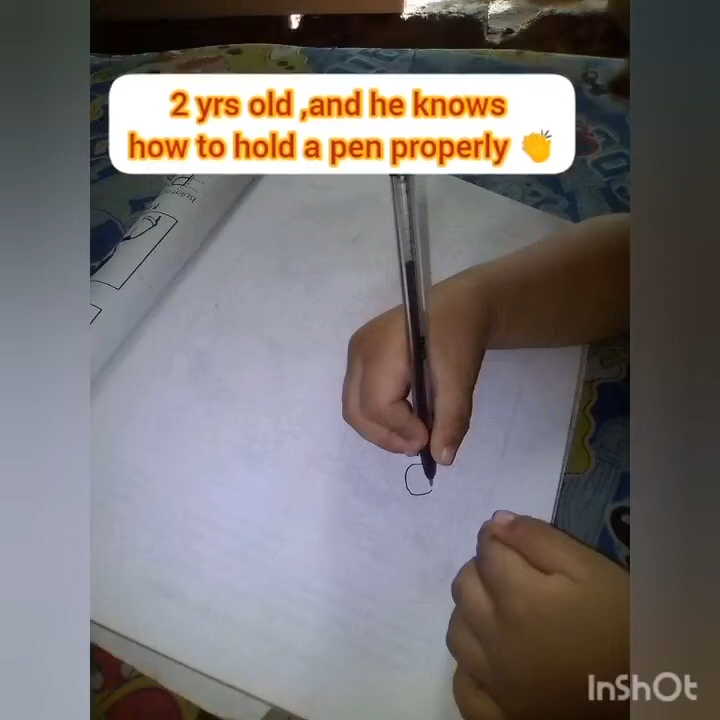 2 yrs old ,and he knows
how to hold a pen properly 👏
InShOt